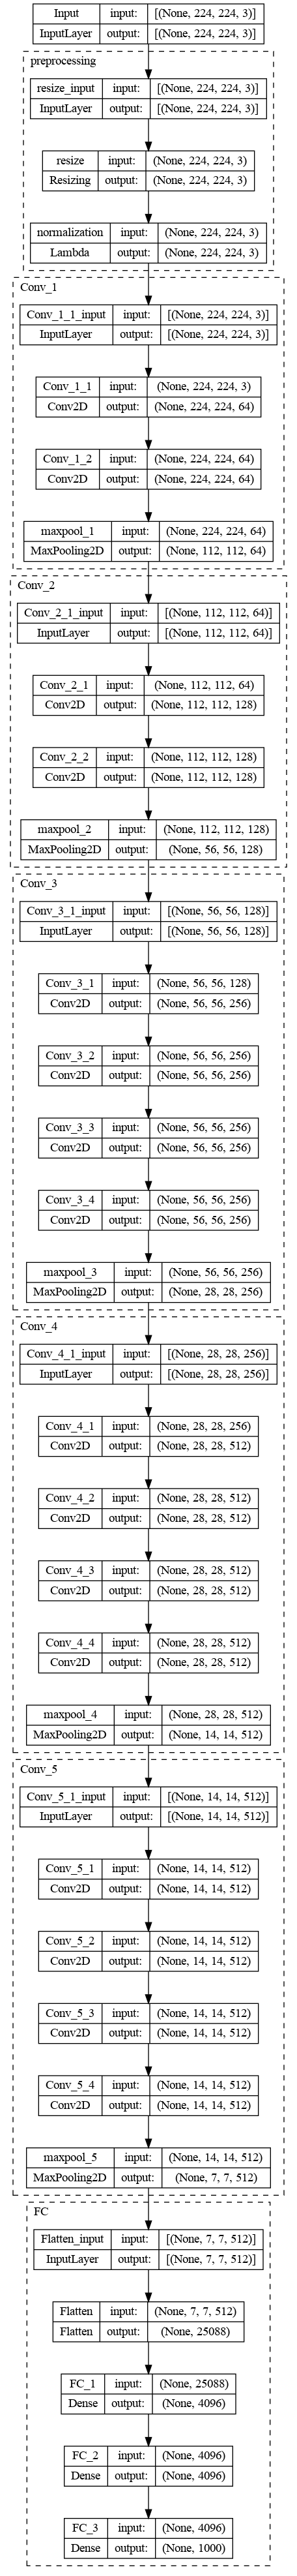 Input input: [(None, 224, 224, 3)]
InputLayer output: [(None, 224, 224, 3)]
preprocessing
resize_input input: [(None, 224, 224, 3)]
InputLayer output: [(None, 224, 224, 3)]
resize input: (None, 224, 224, 3)
Resizing output: (None, 224, 224, 3)
normalization input: (None, 224, 224, 3)
Lambda output: (None, 224, 224, 3)
Conv_1
Conv_1_1_input input: [(None, 224, 224, 3)]
InputLayer output: [(None, 224, 224, 3)]
Conv_1_1 input: (None, 224, 224, 3)
Conv2D output: (None, 224, 224, 64)
Conv_1_2 input: (None, 224, 224, 64)
Conv2D output: (None, 224, 224, 64)
maxpool_1 input: (None, 224, 224, 64)
MaxPooling2D output: (None, 112, 112, 64)
Conv_2
Conv_2_1_input input: [(None, 112, 112, 64)]
InputLayer output: [(None, 112, 112, 64)]
Conv_2_1 input: (None, 112, 112, 64)
Conv2D output: (None, 112, 112, 128)
Conv_2_2 input: (None, 112, 112, 128)
Conv2D output: (None, 112, 112, 128)
maxpool_2 input: (None, 112, 112, 128)
MaxPooling2D output: (None, 56, 56, 128)
Conv_3
Conv_3_1_input input: [(None, 56, 56, 128)]
InputLayer output: [(None, 56, 56, 128)]
Conv_3_1 input: (None, 56, 56, 128)
Conv2D output: (None, 56, 56, 256)
Conv_3_2 input: (None, 56, 56, 256)
Conv2D output: (None, 56, 56, 256)
Conv_3_3 input: (None, 56, 56, 256)
Conv2D output: (None, 56, 56, 256)
Conv_3_4 input: (None, 56, 56, 256)
Conv2D output: (None, 56, 56, 256)
maxpool_3 input: (None, 56, 56, 256)
MaxPooling2D output: (None, 28, 28, 256)
Conv_4
Conv_4_1_input input: [(None, 28, 28, 256)]
InputLayer output: [(None, 28, 28, 256)]
Conv_4_1 input: (None, 28, 28, 256)
Conv2D output: (None, 28, 28, 512)
Conv_4_2 input: (None, 28, 28, 512)
Conv2D output: (None, 28, 28, 512)
Conv_4_3 input: (None, 28, 28, 512)
Conv2D output: (None, 28, 28, 512)
Conv_4_4 input: (None, 28, 28, 512)
Conv2D output: (None, 28, 28, 512)
maxpool_4 input: (None, 28, 28, 512)
MaxPooling2D output: (None, 14, 14, 512)
Conv_5
Conv_5_1_input input: [(None, 14, 14, 512)]
InputLayer output: [(None, 14, 14, 512)]
Conv_5_1 input: (None, 14, 14, 512)
Conv2D output: (None, 14, 14, 512)
Conv_5_2 input: (None, 14, 14, 512)
Conv2D output: (None, 14, 14, 512)
Conv_5_3 input: (None, 14, 14, 512)
Conv2D output: (None, 14, 14, 512)
Conv_5_4 input: (None, 14, 14, 512)
Conv2D output: (None, 14, 14, 512)
maxpool_5 input: (None, 14, 14, 512)
MaxPooling2D output: (None, 7, 7, 512)
FC
Flatten_input input: [(None, 7, 7, 512)]
InputLayer output: [(None, 7, 7, 512)]
Flatten input: (None, 7, 7, 512)
Flatten output: (None, 25088)
FC_1 input: (None, 25088)
Dense output: (None, 4096)
FC_2 input: (None, 4096)
Dense output: (None, 4096)
FC_3 input: (None, 4096)
Dense output: (None, 1000)